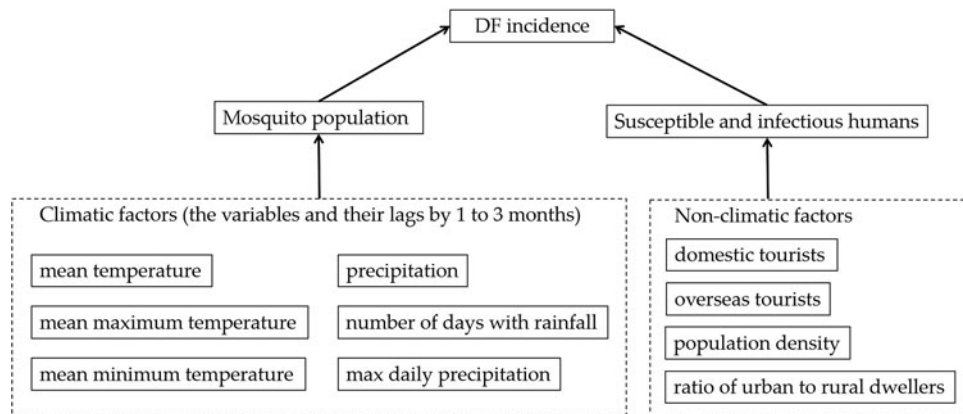 DF incidence
Mosquito population
Susceptible and infectious humans
Climatic factors (the variables and their lags by 1 to 3 months)
mean temperature
precipitation
mean maximum temperature
number of days with rainfall
mean minimum temperature
max daily precipitation
Non-climatic factors
domestic tourists
overseas tourists
population density
ratio of urban to rural dwellers